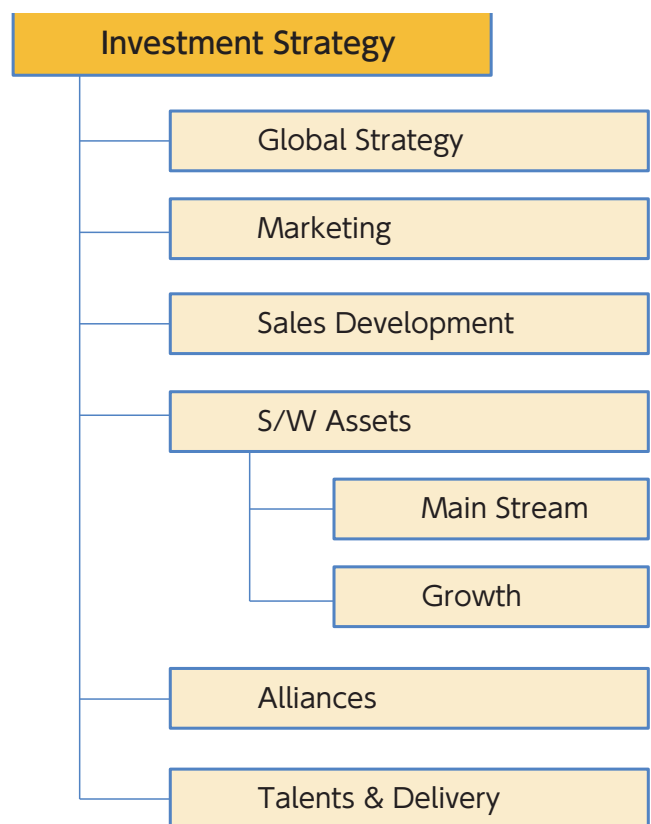 Investment Strategy
Global Strategy
Marketing
Sales Development
S/W Assets
Main Stream
Growth
Alliances
Talents & Delivery